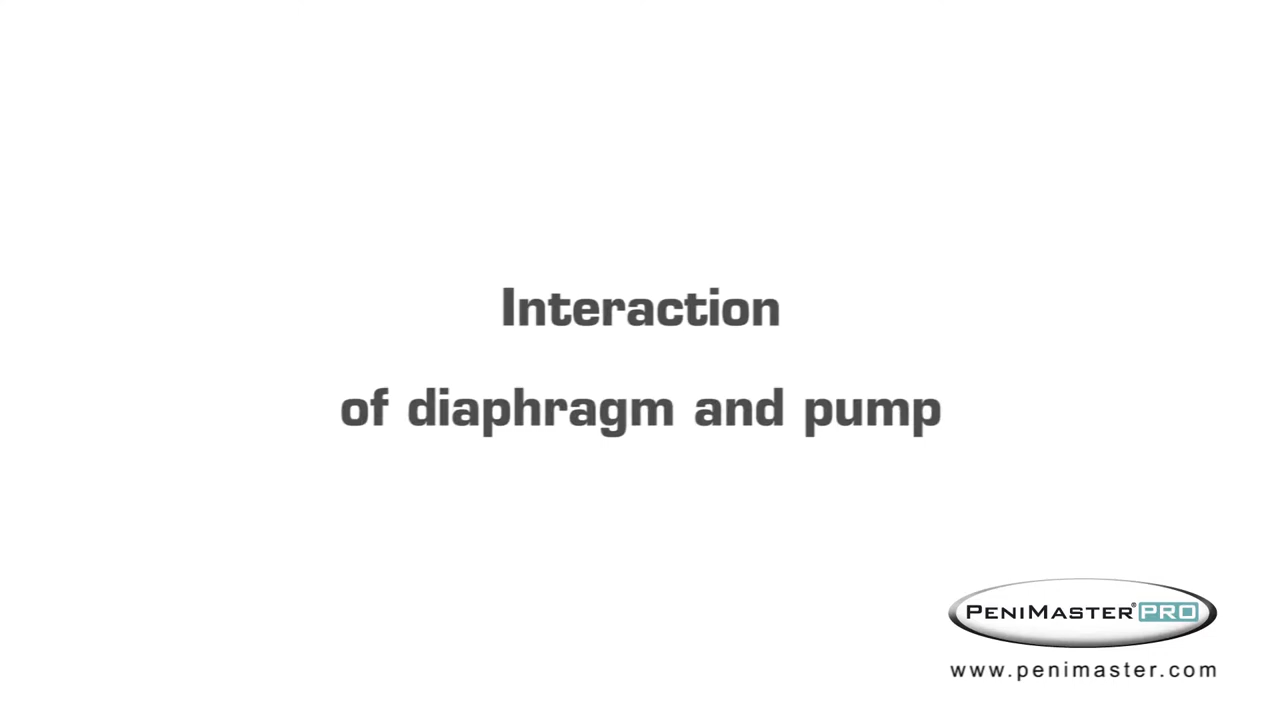 Interaction
of diaphragm and pump
PENIMASTER® PRO
www.penimaster.com